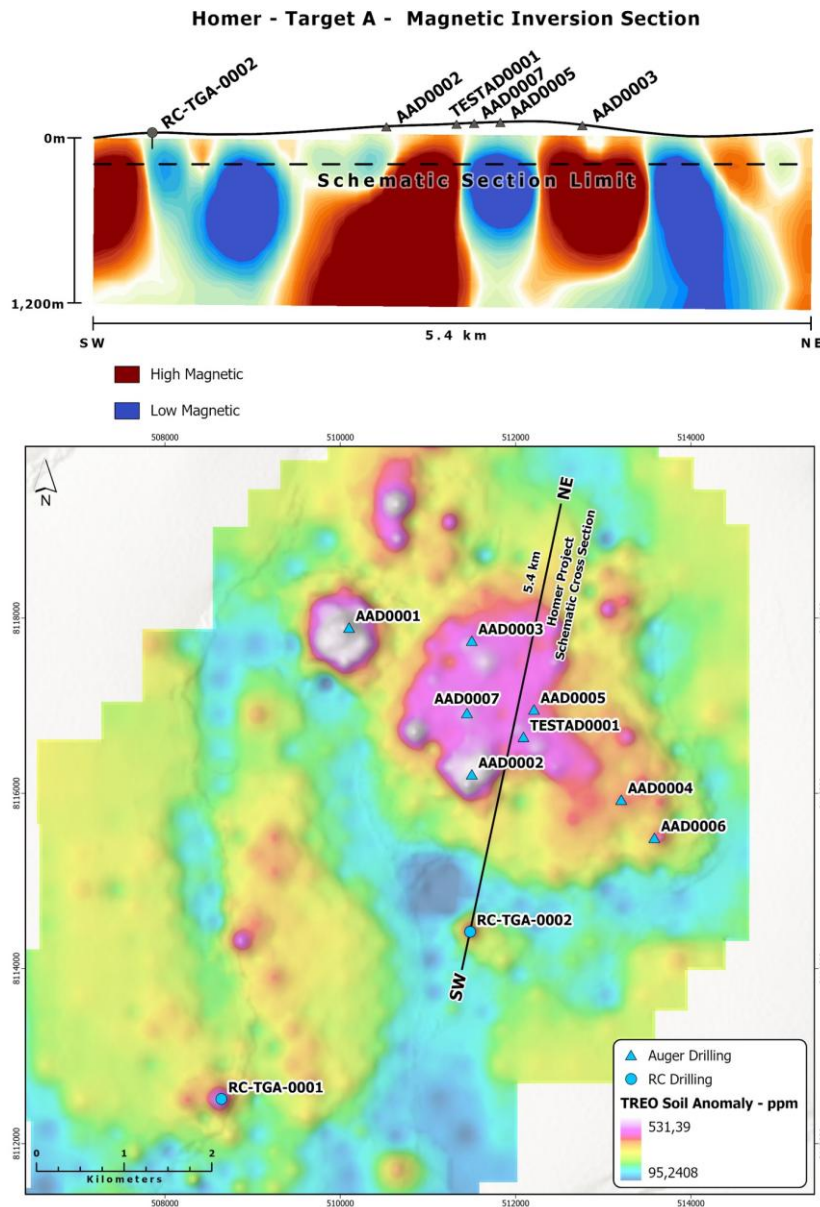 Homer - Target A -  Magnetic Inversion Section
RC-TGA-0002
AAD0002
TESTAD0001
AAD0007
AAD0005
AAD0003
0m
Schematic Section Limit
1,200m
SW
5.4 km
NE
High Magnetic
Low Magnetic
508000
510000
512000
514000
N
NE
5.4 km
Homer Project
Schematic Cross Section
8118000
8118000
AAD0001
AAD0003
AAD0007
AAD0005
TESTAD0001
AAD0002
8116000
8116000
AAD0004
AAD0006
RC-TGA-0002
8114000
8114000
SW
RC-TGA-0001
Auger Drilling
RC Drilling
TREO Soil Anomaly - ppm
531,39
95,2408
8112000
8112000
0 1 2
Kilometers
508000
510000
512000
514000